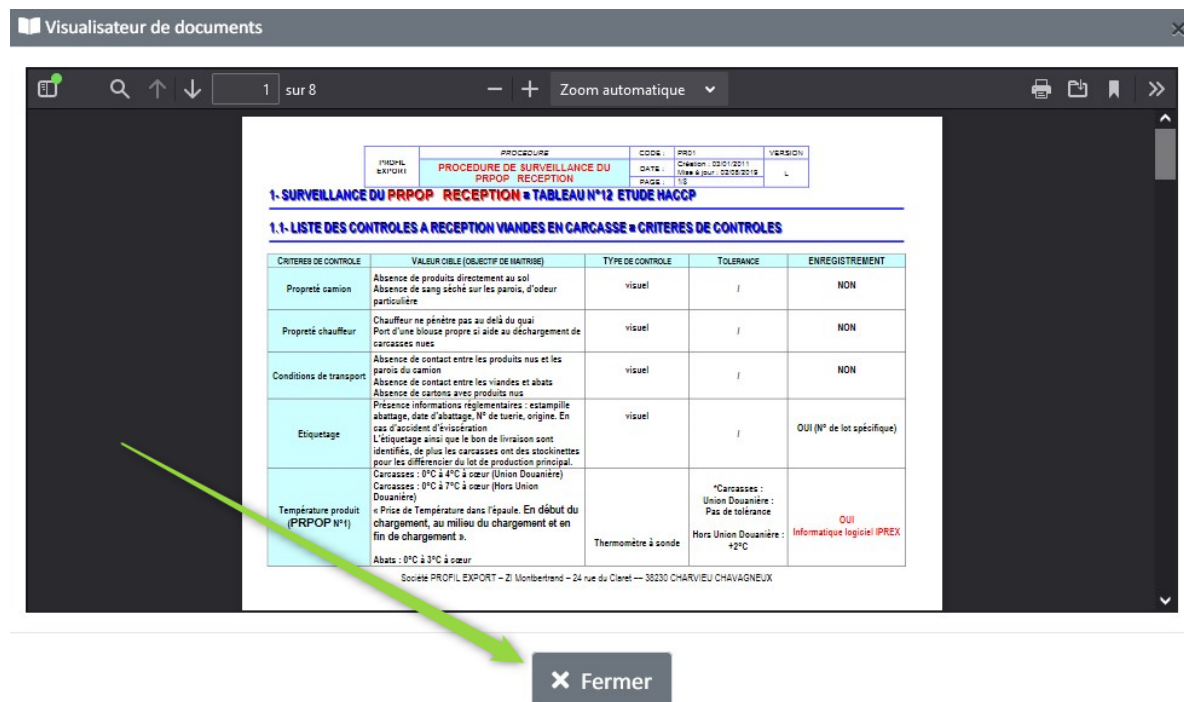 Visualisateur de documents
1 sur 8
Zoom automatique
PROFIL EXPORT
PROCEDURE
PROCEDURE DE SURVEILLANCE DU PRPOP RECEPTION
CODE : PR01
DATE : Création : 03/01/2011
Mise à jour : 02/08/2019
PAGE : 1/8
VERSION
L
1- SURVEILLANCE DU PRPOP RECEPTION = TABLEAU N°12 ETUDE HACCP
1.1- LISTE DES CONTROLES A RECEPTION VIANDES EN CARCASSE = CRITERES DE CONTROLES
CRITERES DE CONTROLE VALEUR CIBLE (OBJECTIF DE MAITRISE) TYPE DE CONTROLE TOLERANCE ENREGISTREMENT
Propreté camion
Absence de produits directement au sol
Absence de sang séché sur les parois, d'odeur
particulière
visuel
/
NON
Propreté chauffeur
Chauffeur ne pénètre pas au delà du quai
Port d'une blouse propre si aide au déchargement de
carcasses nues
visuel
/
NON
Conditions de transport
Absence de contact entre les produits nus et les
parois du camion
Absence de contact entre les viandes et abats
Absence de cartons avec produits nus
visuel
/
NON
Etiquetage
Présence informations réglementaires : estampille
abattage, date d'abattage, N° de tuerie, origine. En
cas d'accident d'éviscération
L'étiquetage ainsi que le bon de livraison sont
identifiés, de plus les carcasses ont des stockinettes
pour les différencier du lot de production principal.
visuel
/
OUI (N° de lot spécifique)
Température produit
(PRPOP N°1)
Carcasses : 0°C à 4°C à cœur (Union Douanière)
Carcasses : 0°C à 7°C à cœur (Hors Union
Douanière)
« Prise de Température dans l'épaule. En début du
chargement, au milieu du chargement et en
fin de chargement ».
Abats : 0°C à 3°C à cœur
Thermomètre à sonde
*Carcasses :
Union Douanière :
Pas de tolérance
Hors Union Douanière :
+2°C
OUI
Informatique logiciel IPREX
Société PROFIL EXPORT – ZI Montbertrand – 24 rue du Claret –– 38230 CHARVIEU CHAVAGNEUX
Fermer